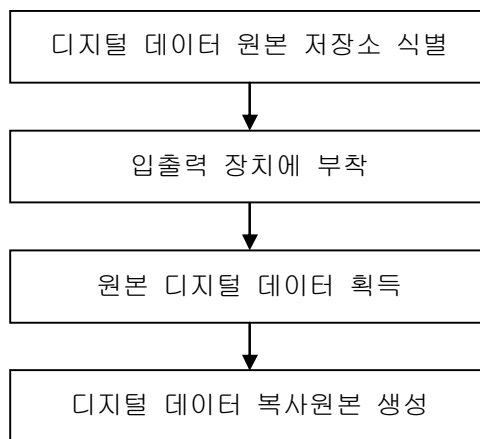 디지털 데이터 원본 저장소 식별
입출력 장치에 부착
원본 디지털 데이터 획득
디지털 데이터 복사원본 생성